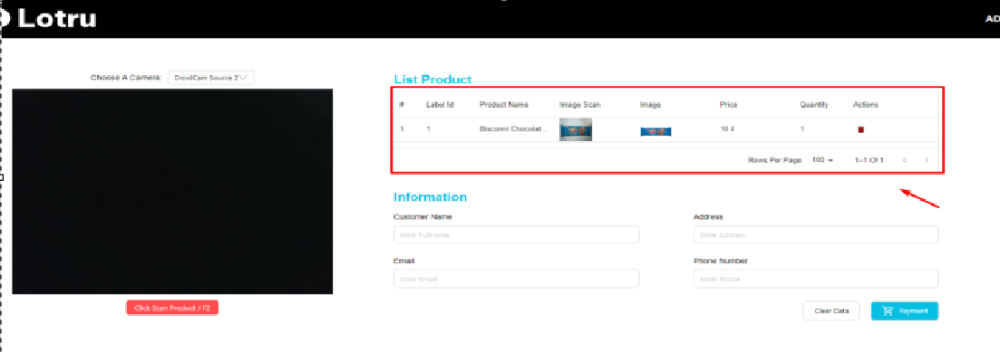 Lotru
AD
Choose A Camera: DroidCam Source 2
List Product
# Label Id Product Name Image Scan Image Price Quantity Actions
1 1 Bisconni Chocolat... 1
Rows Per Page: 100 1–1 Of 1 < >
Information
Customer Name Address
Enter Fullname Enter Address
Email Phone Number
Enter Email Enter Phone
Click Scan Product / F2 Clear Data Payment